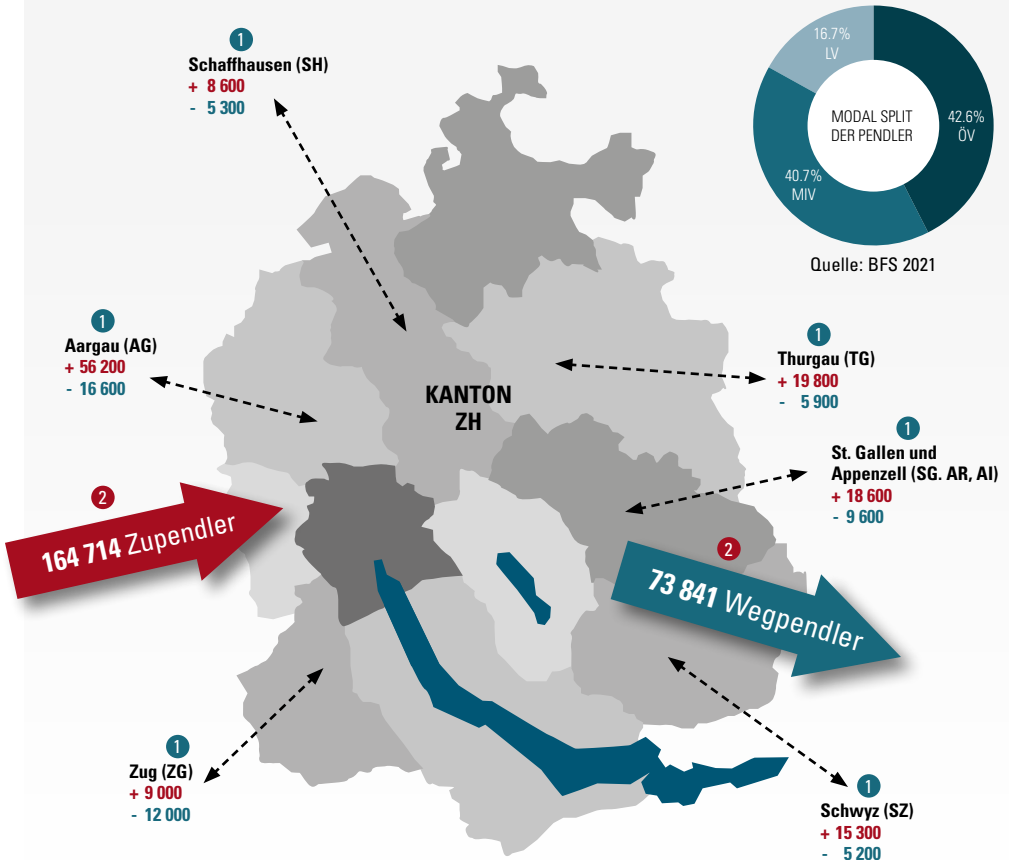 1
Schaffhausen (SH)
+ 8 600
- 5 300
16.7%
LV
MODAL SPLIT
DER PENDLER
42.6%
ÖV
40.7%
MIV
Quelle: BFS 2021
1
Aargau (AG)
+ 56 200
- 16 600
KANTON
ZH
1
Thurgau (TG)
+ 19 800
- 5 900
1
St. Gallen und
Appenzell (SG. AR, AI)
+ 18 600
- 9 600
2
164 714 Zupendler
2
73 841 Wegpendler
1
Zug (ZG)
+ 9 000
- 12 000
1
Schwyz (SZ)
+ 15 300
- 5 200